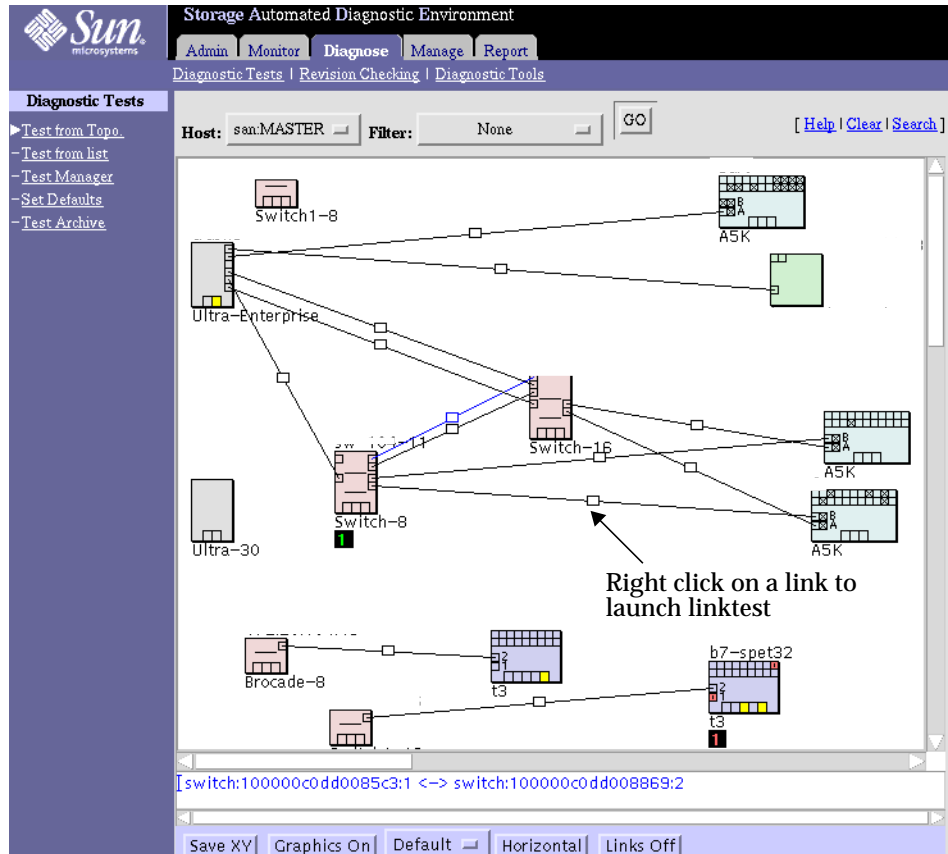 Sun
microsystems
Storage Automated Diagnostic Environment
Admin Monitor Diagnose Manage Report
Diagnostic Tests | Revision Checking | Diagnostic Tools
Diagnostic Tests
Test from Topo.
Test from list
Test Manager
Set Defaults
Test Archive
Host: san:MASTER Filter: None GO [ Help | Clear | Search ]
Switch1-8
B
A
A5K
Ultra-Enterprise
Switch-16
B
A
A5K
Switch-8
1
B
A
A5K
Ultra-30
Right click on a link to
launch linktest
Brocade-8
2
1
t3
b7-spet32
2
1
t3
1
[switch:100000c0dd0085c3:1 <-> switch:100000c0dd008869:2
Save XY Graphics On Default Horizontal Links Off